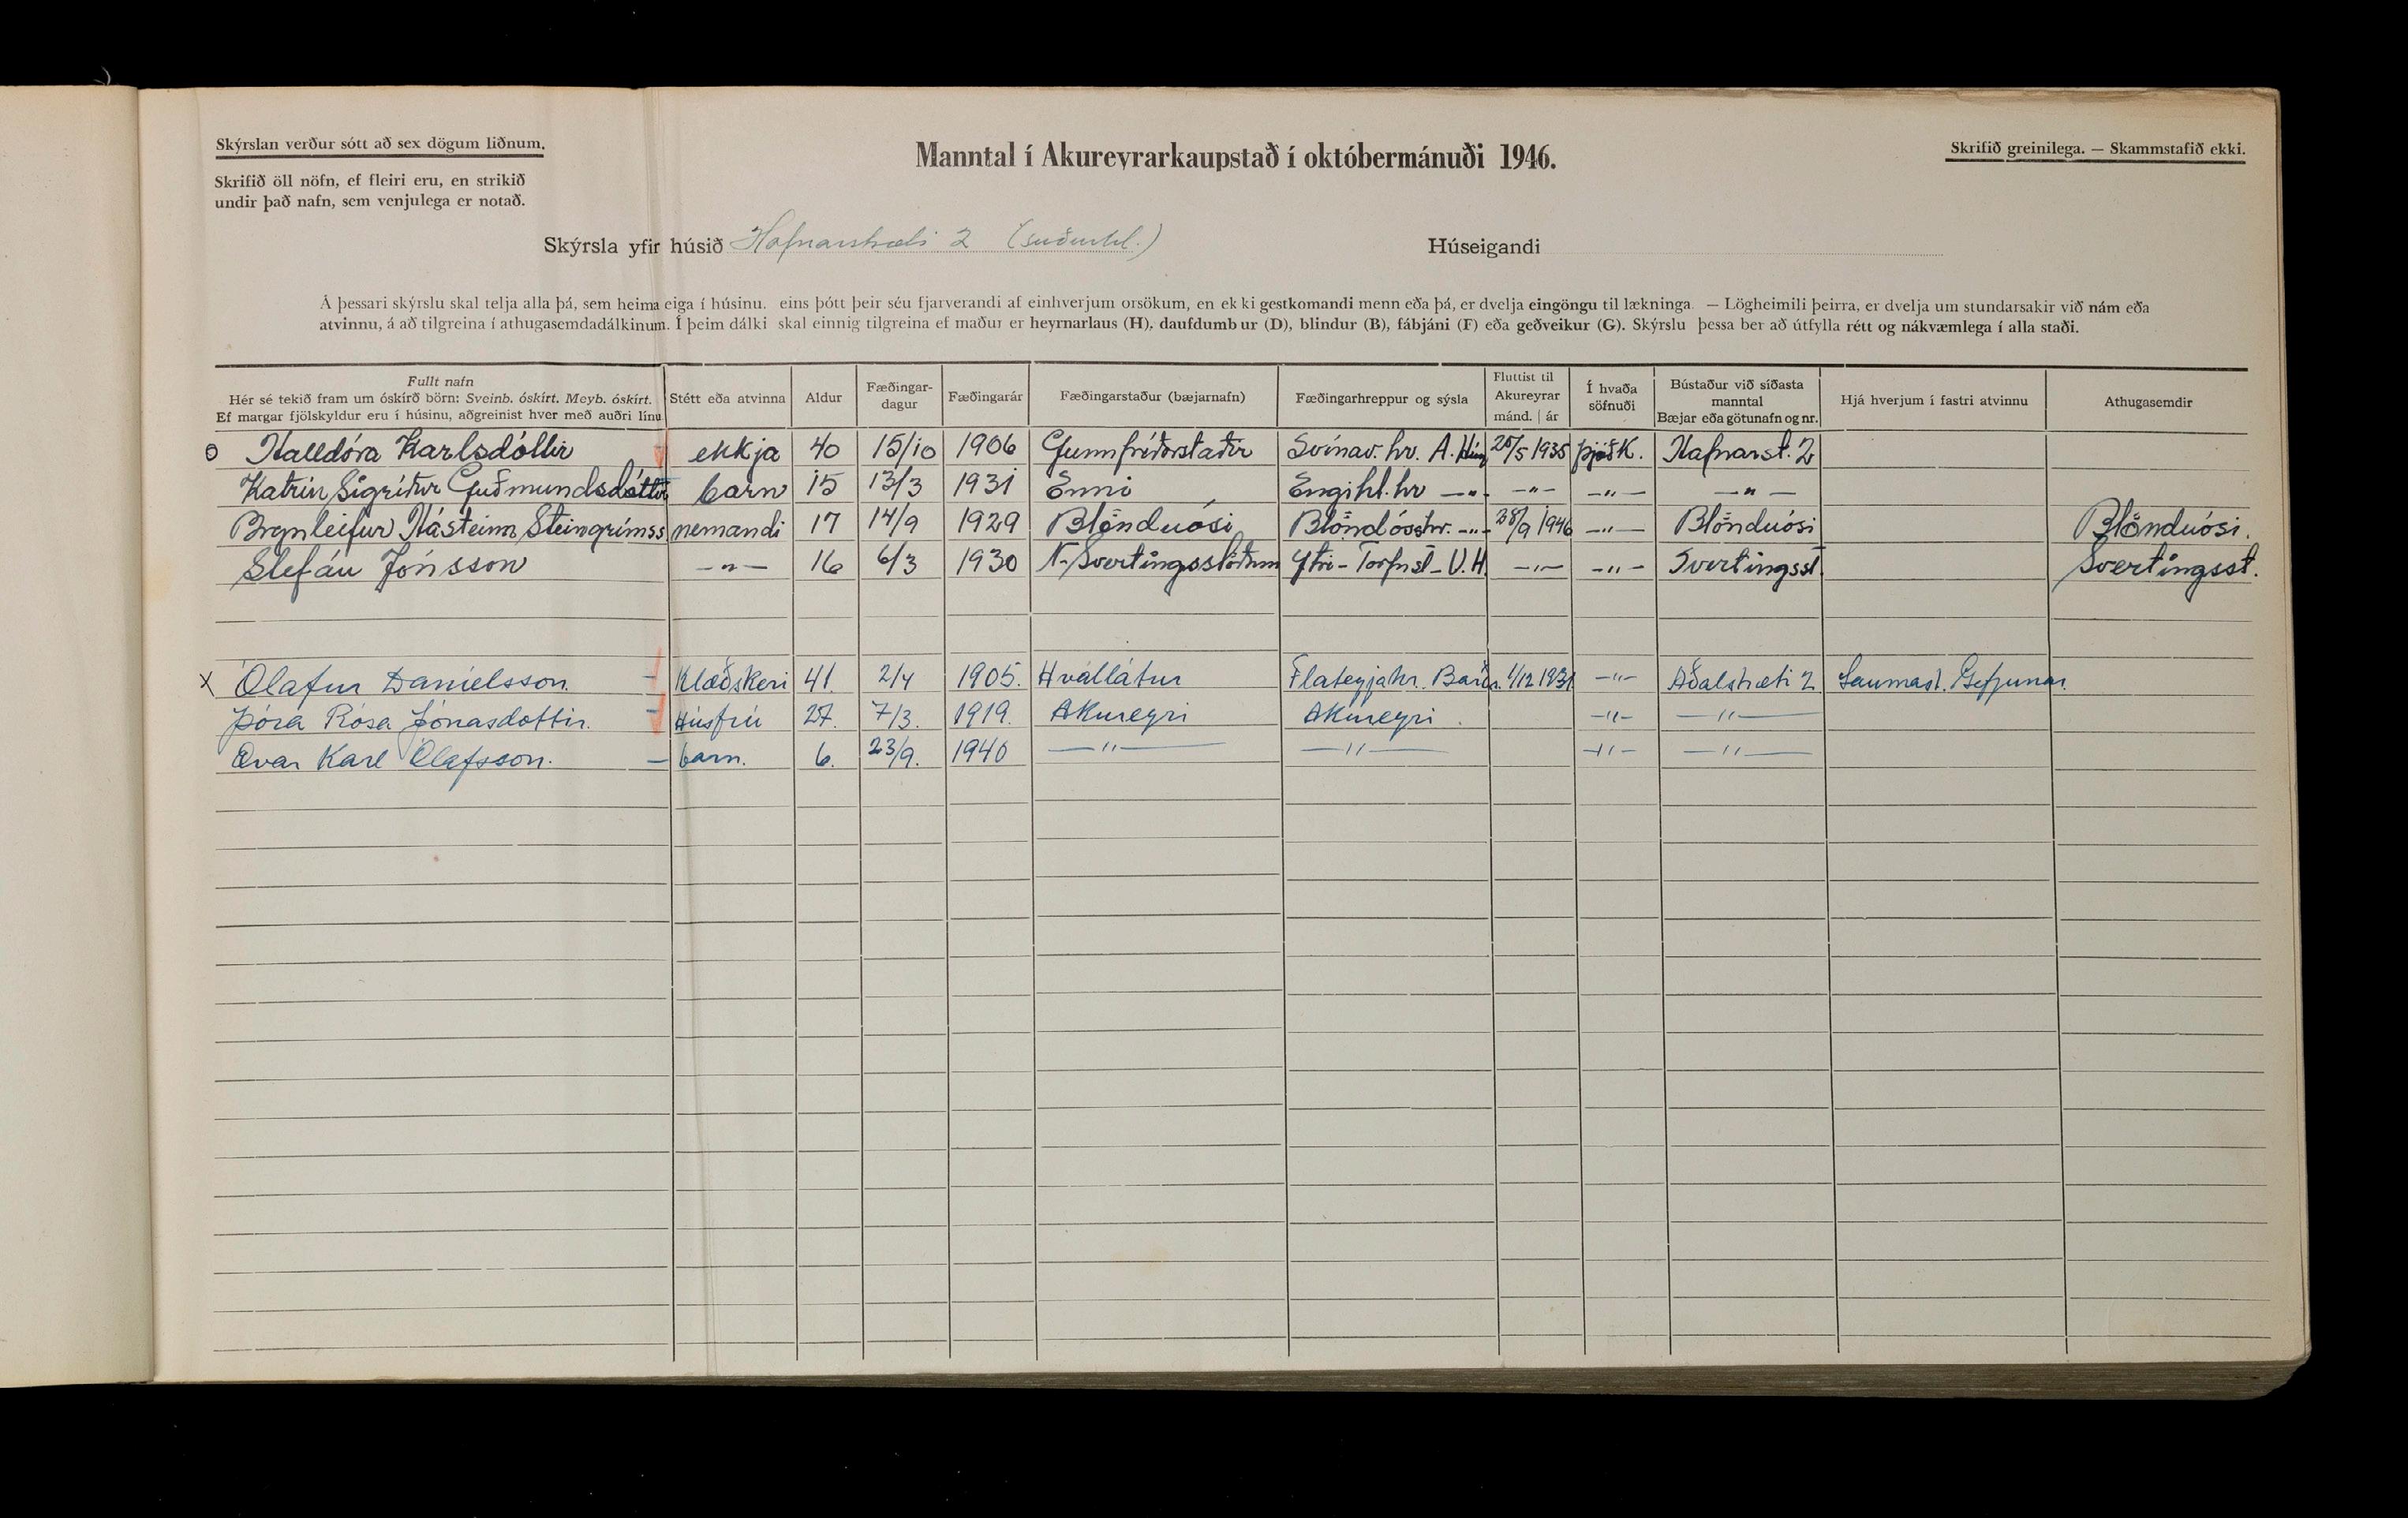 Skýrslan verður sótt að sex dögum liðnum.
Skrifið öll nöfn, ef fleiri eru, en strikið
undir það nafn, sem venjulega er notað.
Manntal í Akureyrarkaupstað í októbermánuði 1946.
Skrifið greinilega. — Skammstafið ekki.
Skýrsla yfir húsið Hafnarstræti 2 (suðurhl.) Húseigandi
Á þessari skýrslu skal telja alla þá, sem heima eiga í húsinu. eins þótt þeir séu fjarverandi af einhverjum orsökum, en ekki gestkomandi menn eða þá, er dvelja eingöngu til lækninga. — Lögheimili þeirra, er dvelja um stundarsakir við nám eða
atvinnu, á að tilgreina í athugasemdadálkinum. Í þeim dálki skal einnig tilgreina ef maður er heyrnarlaus (H), daufdumbur (D), blindur (B), fábjáni (F) eða geðveikur (G). Skýrslu þessa ber að útfylla rétt og nákvæmlega í alla staði.
Fullt nafn
Hér sé tekið fram um óskírð börn: Sveinb. óskírt. Meyb. óskírt.
Ef margar fjölskyldur eru í húsinu, aðgreinist hver með auðri línu
Stétt eða atvinna
Aldur
Fæðingar-
dagur
Fæðingarár
Fæðingarstaður (bæjarnafn)
Fæðingarhreppur og sýsla
Fluttist til
Akureyrar
mánd. | ár
Í hvaða
söfnuði
Bústaður við síðasta
manntal
Bæjar eða götunafn og nr.
Hjá hverjum í fastri atvinnu
Athugasemdir
o Halldóra Karlsdóttir ekkja 40 15/10 1906 Gunnfríðarstaðir Svínav. hr. A. Hún 28/5 1935 þjóðk. Hafnarst. 2
Katrín Sigríður Guðmundsdóttir barn 15 13/3 1931 Enni Engihl. hr —"— —"— —"— —"—
Brynleifur Hásteinn Steingrímss nemandi 17 14/9 1929 Blönduósi Blöndósshr. —"— 28/9 1946 —"— Blönduósi Blönduósi.
Stefán Jónsson —"— 16 6/3 1930 N-Svertingsstöðum Ytri-Torfust- V.H. —"— —"— Svertingsst. Svertingsst.
x Ólafur Daníelsson. — Klæðskeri 41. 2/4 1905. Hvallátur Flateyjahr. Barðs. 1/12 1931 —"— Aðalstræti 2. Saumast. Gefjunar.
Þóra Rósa Jónasdóttir. — Húsfrú 27. 7/3. 1919. Akureyri Akureyri. —"— —"—
Ævar Karl Ólafsson. — barn. 6. 23/9. 1940 —"— —"— —"— —"—